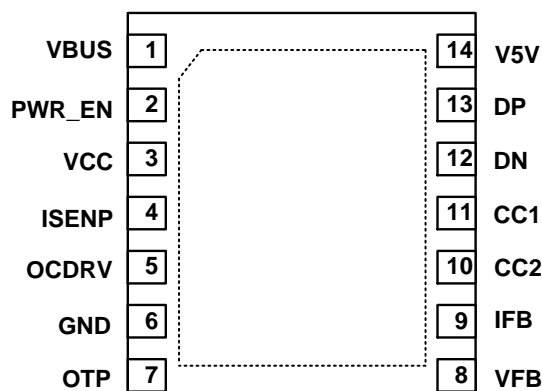 VBUS 1 14 V5V
PWR_EN 2 13 DP
VCC 3 12 DN
ISENP 4 11 CC1
OCDRV 5 10 CC2
GND 6 9 IFB
OTP 7 8 VFB